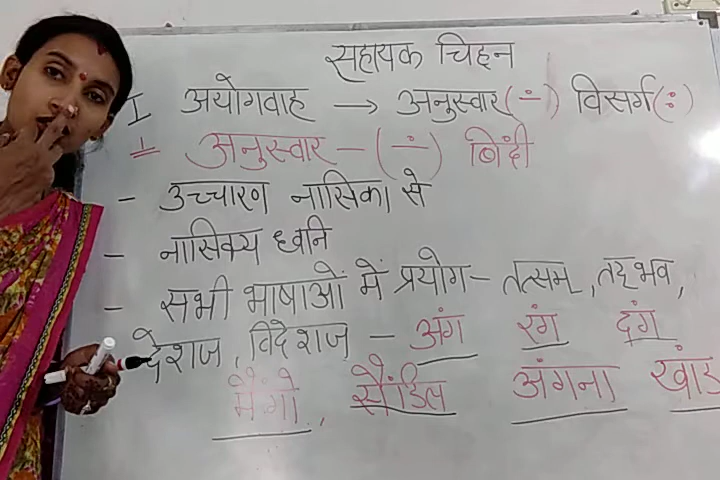 सहायक चिह्न
I अयोगवाह → अनुस्वार (ं) विसर्ग (ः)
1 अनुस्वार - (ं) बिंदी
- उच्चारण नासिका से
- नासिक्य ध्वनि
- सभी भाषाओं में प्रयोग - तत्सम, तद्भव,
देशज, विदेशज - अंग रंग दंग
मैंगो, सैंडिल अंगना खांड